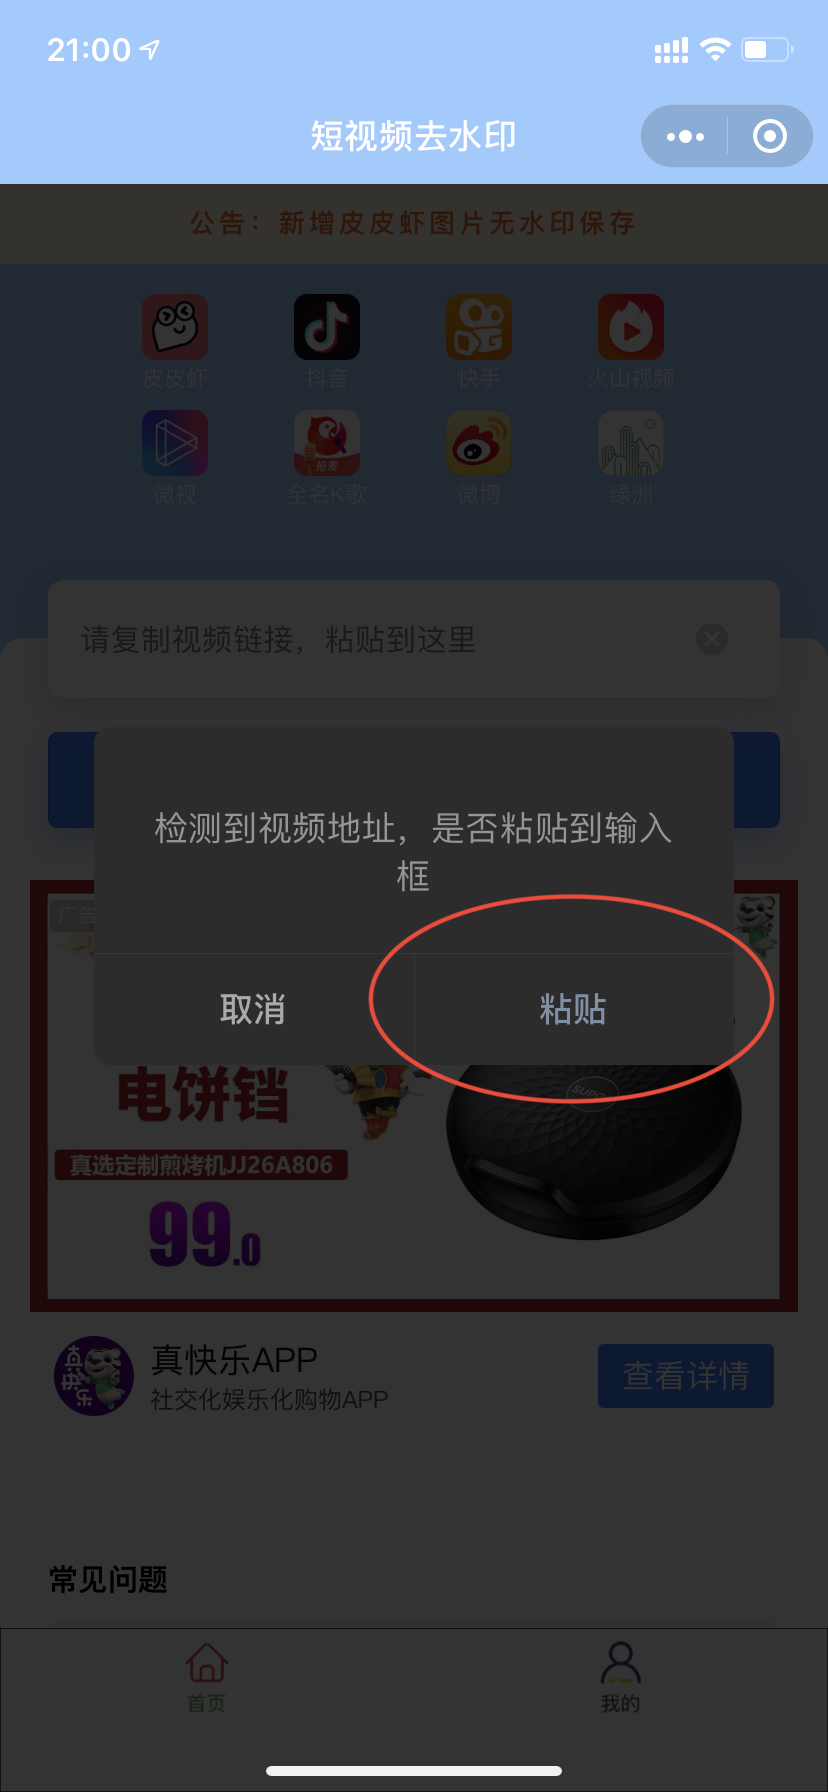 21:00
短视频去水印
公告：新增皮皮虾图片无水印保存
皮皮虾
抖音
快手
火山视频
抢麦
微视
全名K歌
微博
绿洲
请复制视频链接，粘贴到这里
检测到视频地址，是否粘贴到输入
框
广告
取消
粘贴
电饼铛
真选定制煎烤机JJ26A806
99.0
真快乐
真快乐APP
社交化娱乐化购物APP
查看详情
常见问题
首页
我的